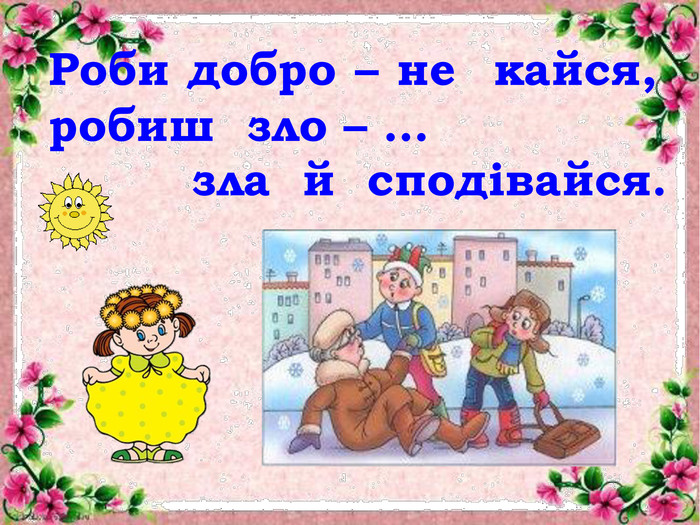 Роби добро – не кайся,
робиш зло – ...
зла й сподівайся.